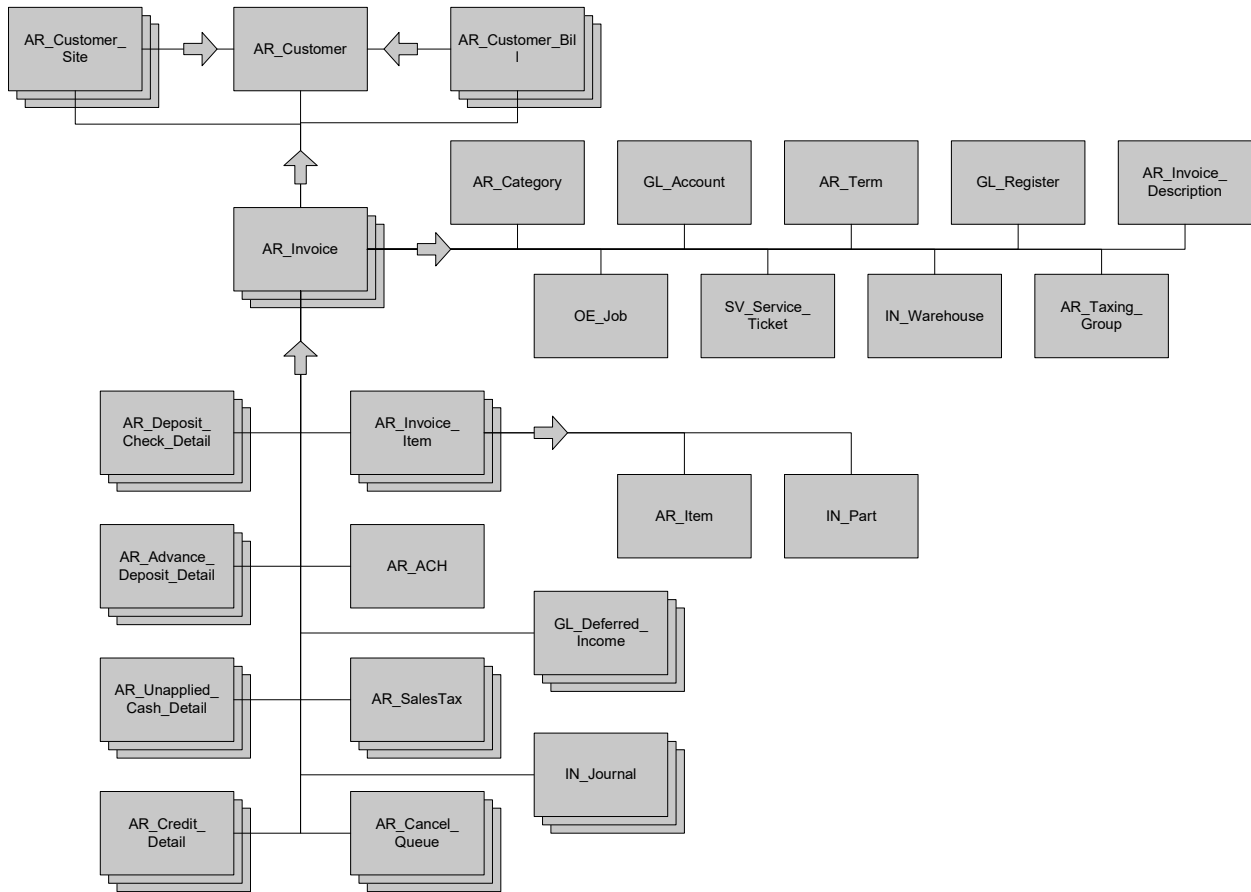 AR_Customer_
Site
AR_Customer
AR_Customer_Bil
l
AR_Category
GL_Account
AR_Term
GL_Register
AR_Invoice_
Description
AR_Invoice
OE_Job
SV_Service_
Ticket
IN_Warehouse
AR_Taxing_
Group
AR_Deposit_
Check_Detail
AR_Invoice_
Item
AR_Item
IN_Part
AR_Advance_
Deposit_Detail
AR_ACH
GL_Deferred_
Income
AR_Unapplied_
Cash_Detail
AR_SalesTax
IN_Journal
AR_Credit_
Detail
AR_Cancel_
Queue